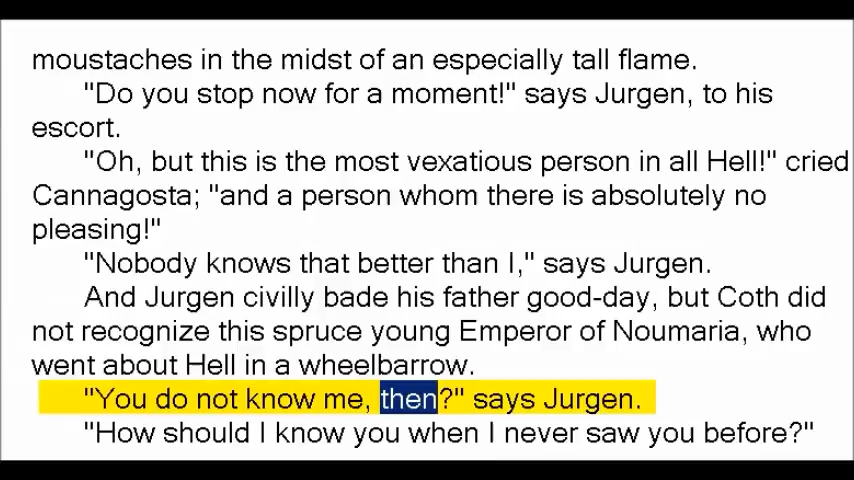 moustaches in the midst of an especially tall flame.
"Do you stop now for a moment!" says Jurgen, to his
escort.
"Oh, but this is the most vexatious person in all Hell!" cried
Cannagosta; "and a person whom there is absolutely no
pleasing!"
"Nobody knows that better than I," says Jurgen.
And Jurgen civilly bade his father good-day, but Coth did
not recognize this spruce young Emperor of Noumaria, who
went about Hell in a wheelbarrow.
"You do not know me, then?" says Jurgen.
"How should I know you when I never saw you before?"